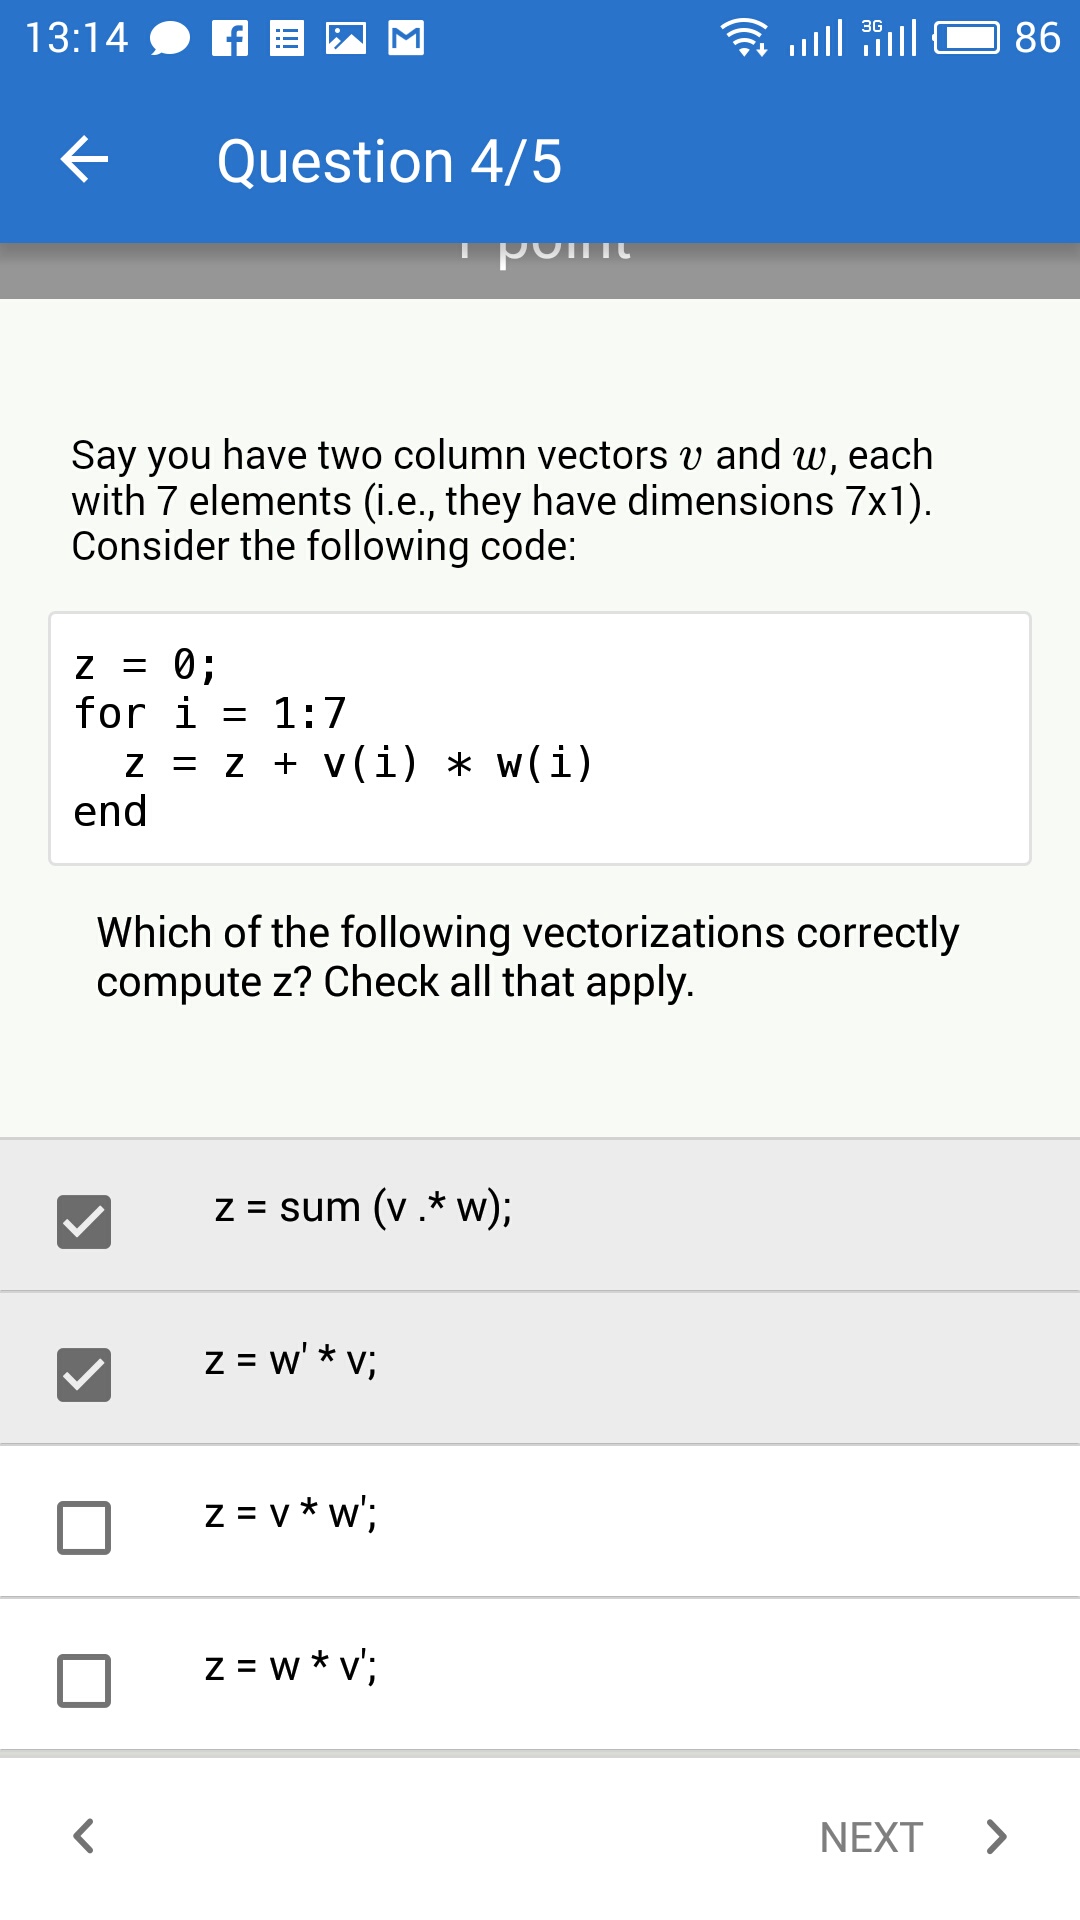 13:14
3G
86
Question 4/5
1 point
Say you have two column vectors v and w, each
with 7 elements (i.e., they have dimensions 7x1).
Consider the following code:
z = 0;
for i = 1:7
z = z + v(i) * w(i)
end
Which of the following vectorizations correctly
compute z? Check all that apply.
z = sum (v .* w);
z = w' * v;
z = v * w';
z = w * v';
NEXT